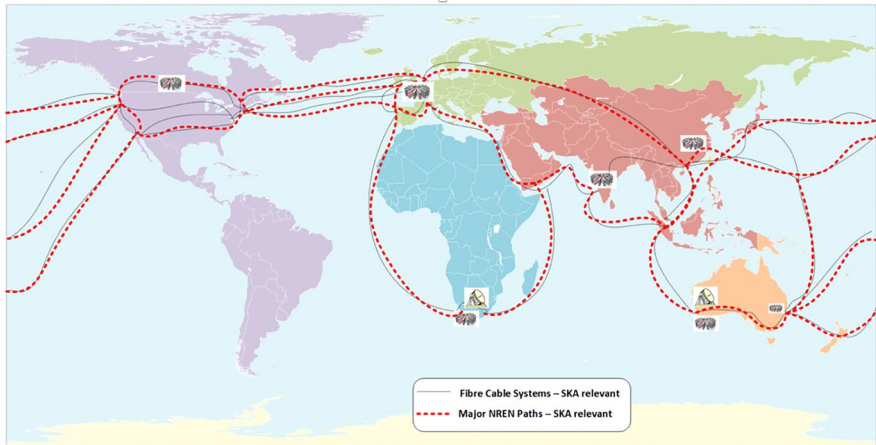 Fibre Cable Systems – SKA relevant
Major NREN Paths – SKA relevant